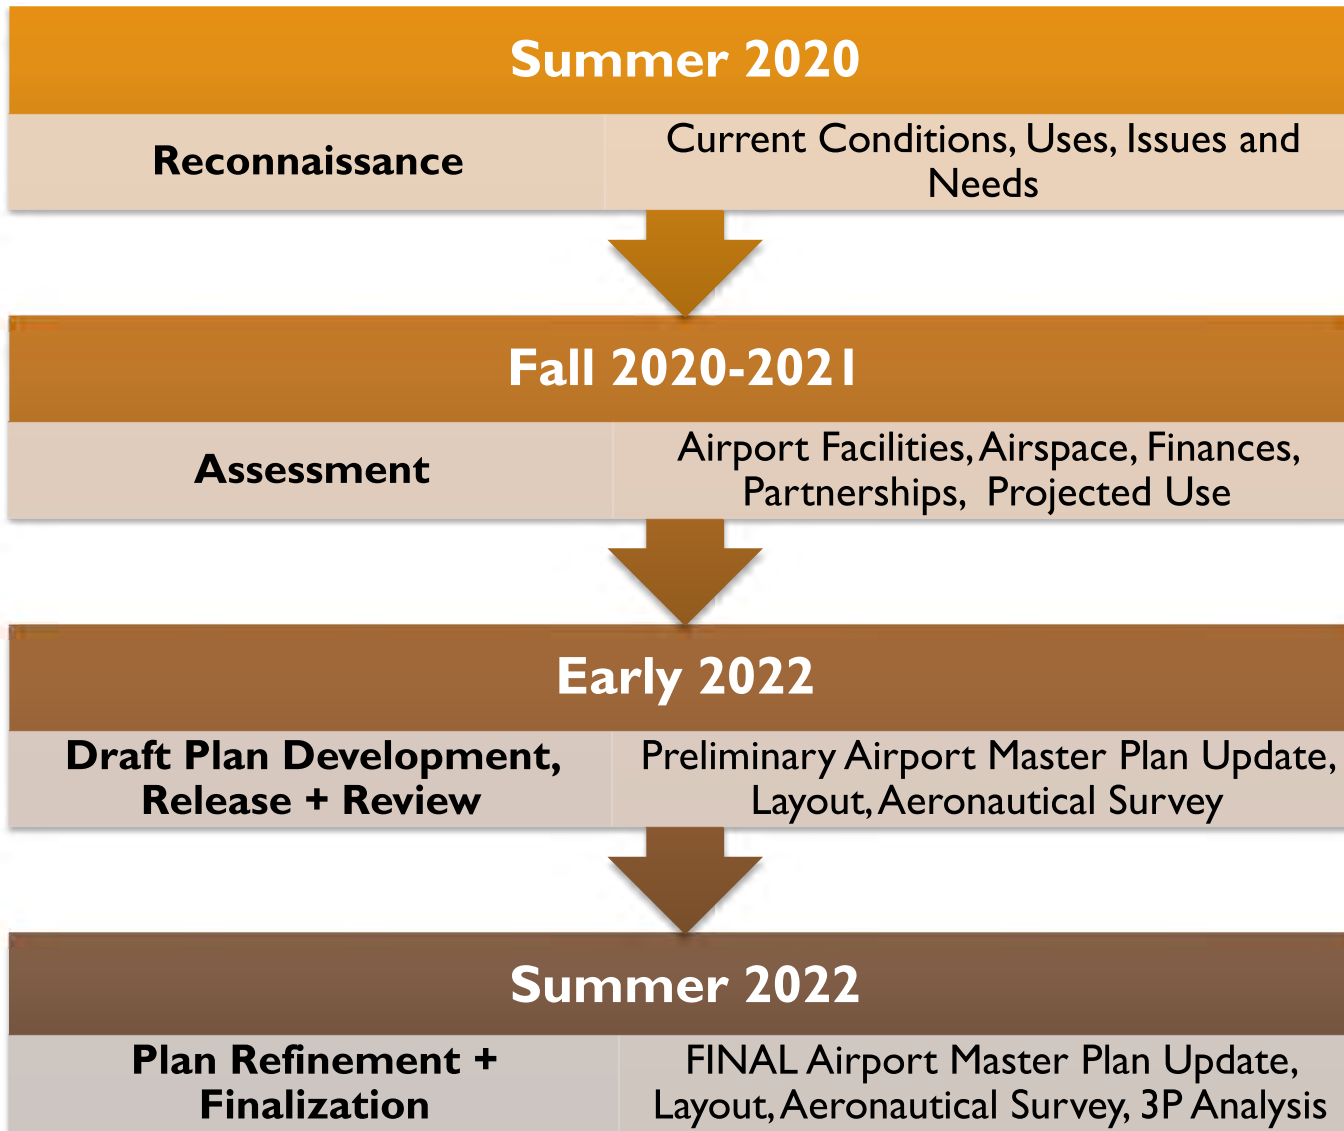 Summer 2020
Reconnaissance
Current Conditions, Uses, Issues and
Needs
Fall 2020-2021
Assessment
Airport Facilities, Airspace, Finances,
Partnerships, Projected Use
Early 2022
Draft Plan Development,
Release + Review
Preliminary Airport Master Plan Update,
Layout, Aeronautical Survey
Summer 2022
Plan Refinement +
Finalization
FINAL Airport Master Plan Update,
Layout, Aeronautical Survey, 3P Analysis